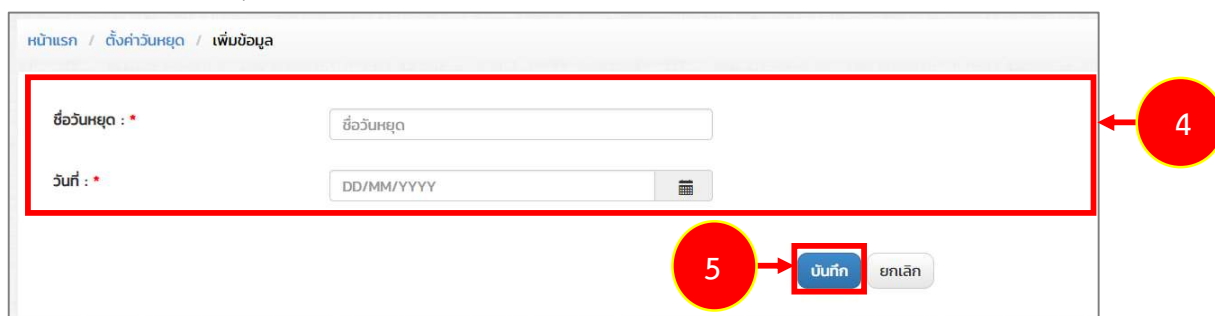 หน้าแรก / ตั้งค่าวันหยุด / เพิ่มข้อมูล
ชื่อวันหยุด : * ชื่อวันหยุด
4
วันที่ : * DD/MM/YYYY
5 บันทึก ยกเลิก